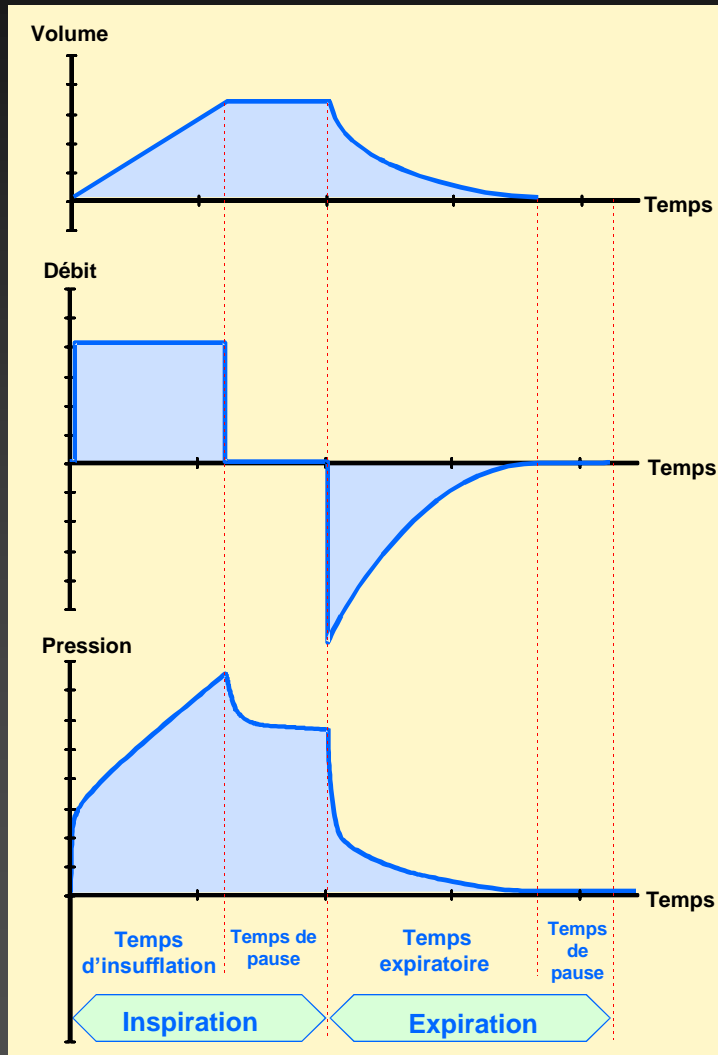 Volume
Temps
Débit
Temps
Pression
Temps
Temps
d’insufflation
Temps de
pause
Temps
expiratoire
Temps
de
pause
Inspiration
Expiration